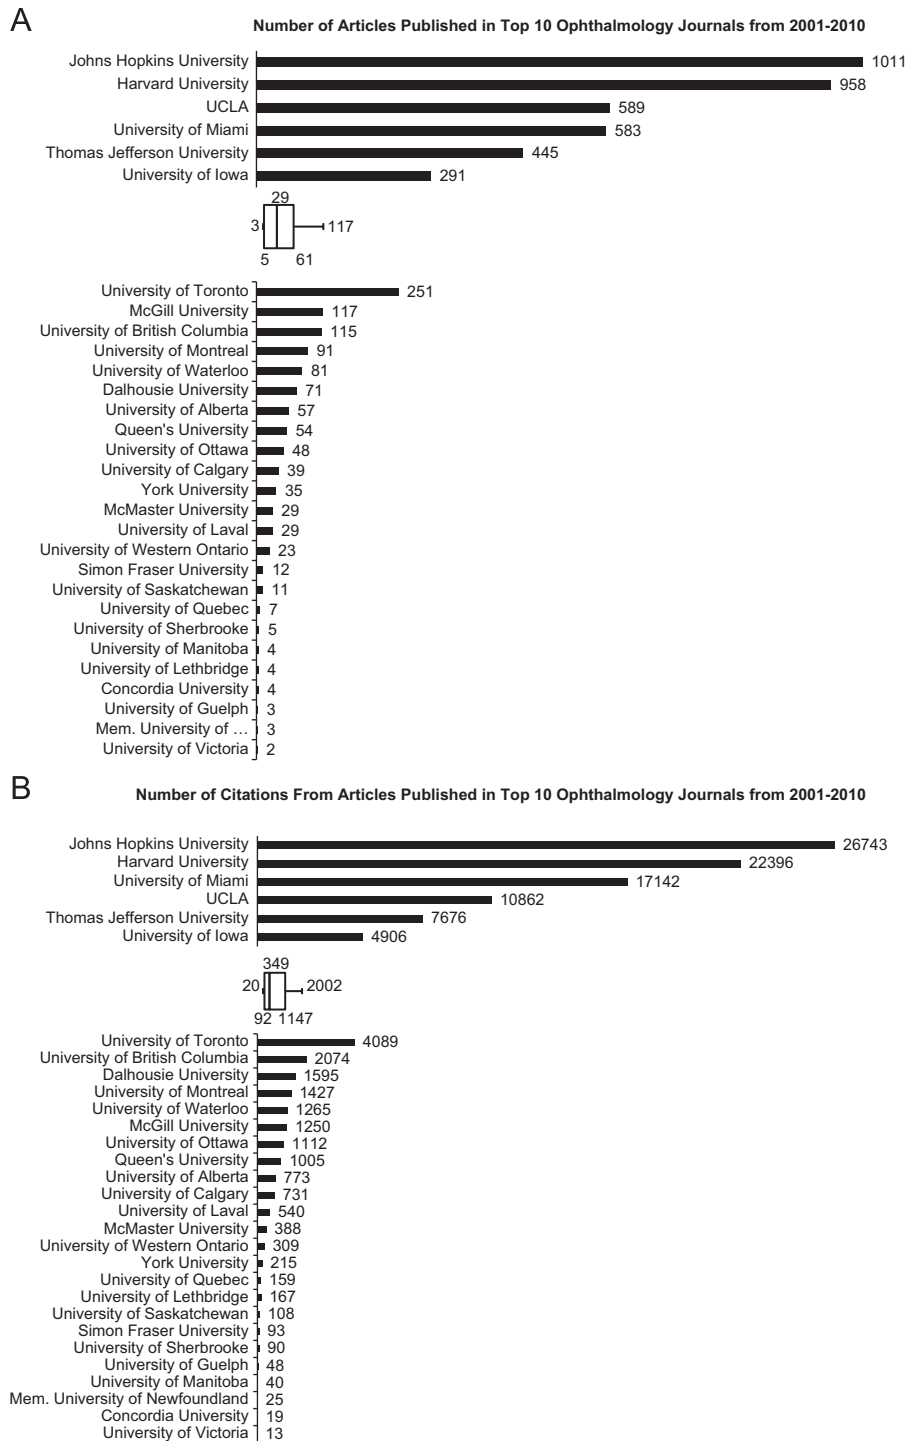 A
Number of Articles Published in Top 10 Ophthalmology Journals from 2001-2010
Johns Hopkins University 1011
Harvard University 958
UCLA 589
University of Miami 583
Thomas Jefferson University 445
University of Iowa 291
29
3 117
5 61
University of Toronto 251
McGill University 117
University of British Columbia 115
University of Montreal 91
University of Waterloo 81
Dalhousie University 71
University of Alberta 57
Queen's University 54
University of Ottawa 48
University of Calgary 39
York University 35
McMaster University 29
University of Laval 29
University of Western Ontario 23
Simon Fraser University 12
University of Saskatchewan 11
University of Quebec 7
University of Sherbrooke 5
University of Manitoba 4
University of Lethbridge 4
Concordia University 4
University of Guelph 3
Mem. University of … 3
University of Victoria 2
B
Number of Citations From Articles Published in Top 10 Ophthalmology Journals from 2001-2010
Johns Hopkins University 26743
Harvard University 22396
University of Miami 17142
UCLA 10862
Thomas Jefferson University 7676
University of Iowa 4906
349
20 2002
92 1147
University of Toronto 4089
University of British Columbia 2074
Dalhousie University 1595
University of Montreal 1427
University of Waterloo 1265
McGill University 1250
University of Ottawa 1112
Queen's University 1005
University of Alberta 773
University of Calgary 731
University of Laval 540
McMaster University 388
University of Western Ontario 309
York University 215
University of Quebec 159
University of Lethbridge 167
University of Saskatchewan 108
Simon Fraser University 93
University of Sherbrooke 90
University of Guelph 48
University of Manitoba 40
Mem. University of Newfoundland 25
Concordia University 19
University of Victoria 13